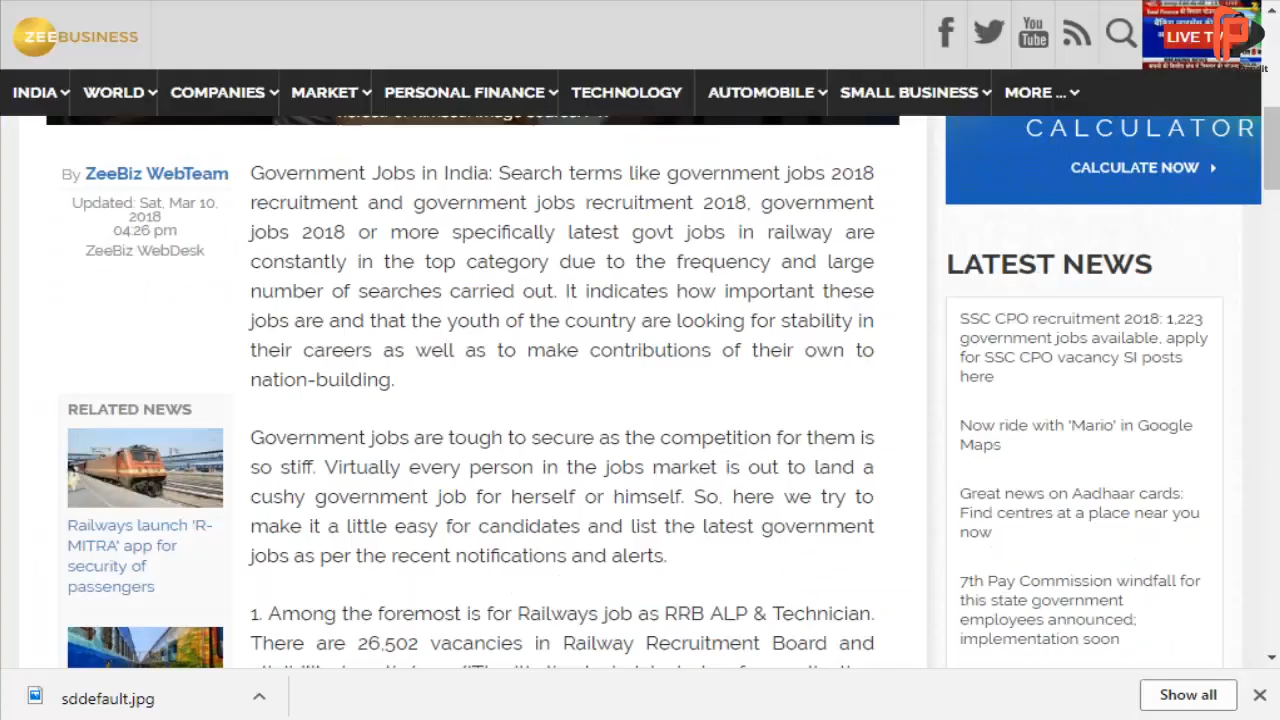 ZEEBUSINESS
You
Tube
LIVE TV
INDIA WORLD COMPANIES MARKET PERSONAL FINANCE TECHNOLOGY AUTOMOBILE SMALL BUSINESS MORE ...
By ZeeBiz WebTeam
Updated: Sat, Mar 10,
2018
04:26 pm
ZeeBiz WebDesk
Government Jobs in India: Search terms like government jobs 2018
recruitment and government jobs recruitment 2018, government
jobs 2018 or more specifically latest govt jobs in railway are
constantly in the top category due to the frequency and large
number of searches carried out. It indicates how important these
jobs are and that the youth of the country are looking for stability in
their careers as well as to make contributions of their own to
nation-building.
Government jobs are tough to secure as the competition for them is
so stiff. Virtually every person in the jobs market is out to land a
cushy government job for herself or himself. So, here we try to
make it a little easy for candidates and list the latest government
jobs as per the recent notifications and alerts.
1. Among the foremost is for Railways job as RRB ALP & Technician.
There are 26,502 vacancies in Railway Recruitment Board and
RELATED NEWS
Railways launch 'R-
MITRA' app for
security of
passengers
CALCULATOR
CALCULATE NOW
LATEST NEWS
SSC CPO recruitment 2018: 1,223
government jobs available, apply
for SSC CPO vacancy SI posts
here
Now ride with 'Mario' in Google
Maps
Great news on Aadhaar cards:
Find centres at a place near you
now
7th Pay Commission windfall for
this state government
employees announced;
implementation soon
sddefault.jpg
Show all